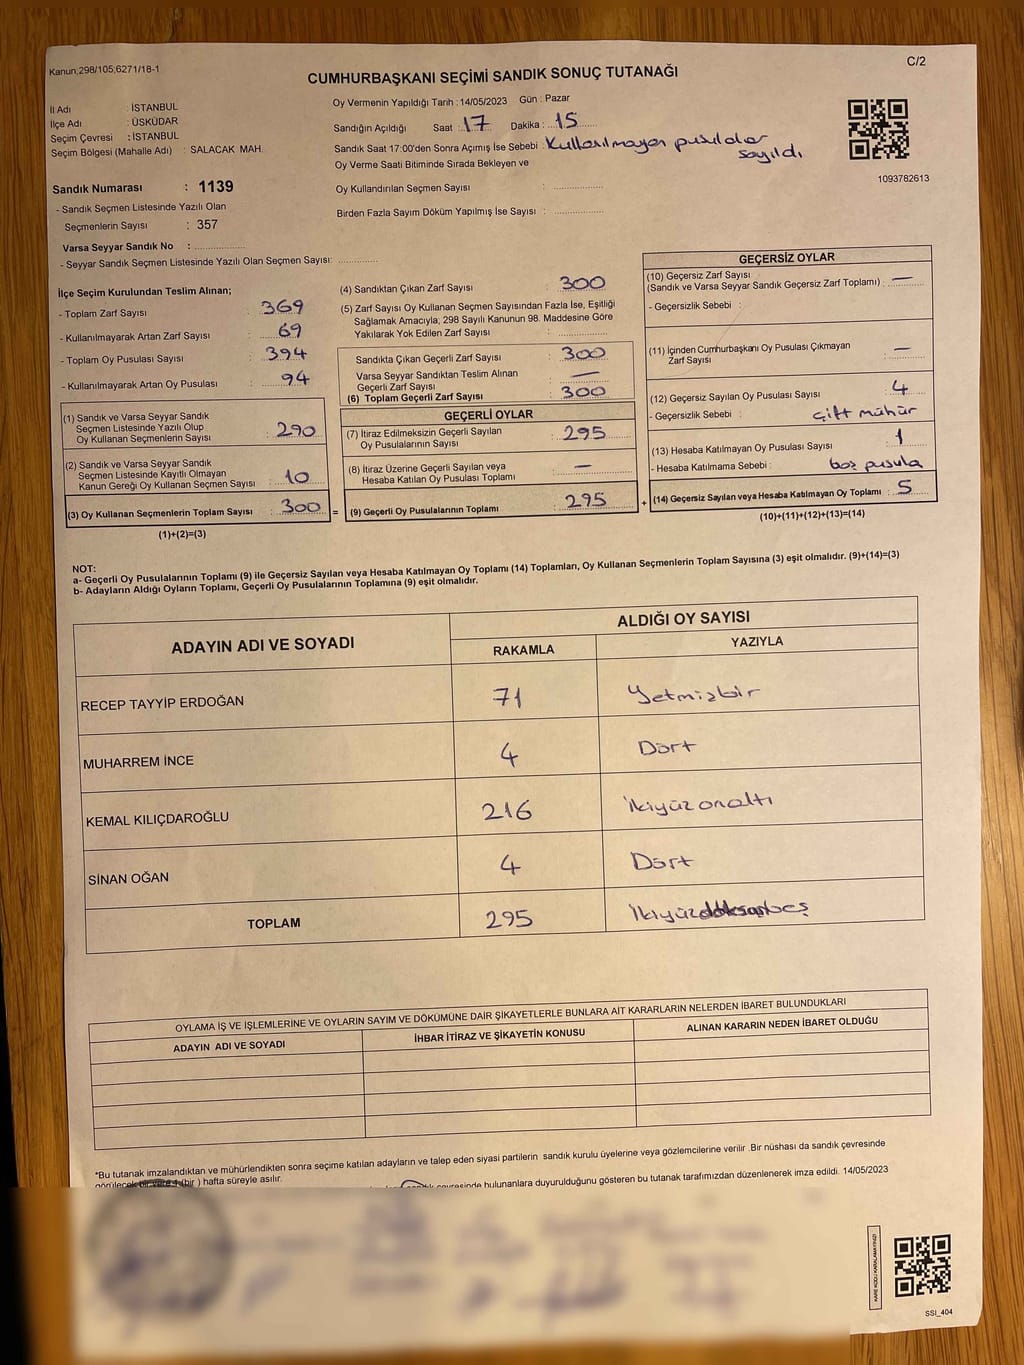 Kanun;298/105;6271/18-1
C/2
CUMHURBAŞKANI SEÇİMİ SANDIK SONUÇ TUTANAĞI
İl Adı : İSTANBUL
İlçe Adı : ÜSKÜDAR
Seçim Çevresi : İSTANBUL
Seçim Bölgesi (Mahalle Adı) : SALACAK MAH.
Oy Vermenin Yapıldığı Tarih : 14/05/2023 Gün : Pazar
Sandığın Açıldığı Saat : 17 Dakika : 15
Sandık Saat 17:00'den Sonra Açımış İse Sebebi : Kullanılmayan pusulalar
sayıldı
Oy Verme Saati Bitiminde Sırada Bekleyen ve
Oy Kullandırılan Seçmen Sayısı :
Birden Fazla Sayım Döküm Yapılmış İse Sayısı :
1093782613
Sandık Numarası : 1139
- Sandık Seçmen Listesinde Yazılı Olan
Seçmenlerin Sayısı : 357
Varsa Seyyar Sandık No :
- Seyyar Sandık Seçmen Listesinde Yazılı Olan Seçmen Sayısı:
İlçe Seçim Kurulundan Teslim Alınan;
- Toplam Zarf Sayısı : 369
- Kullanılmayarak Artan Zarf Sayısı : 69
- Toplam Oy Pusulası Sayısı : 394
- Kullanılmayarak Artan Oy Pusulası : 94
(1) Sandık ve Varsa Seyyar Sandık
Seçmen Listesinde Yazılı Olup
Oy Kullanan Seçmenlerin Sayısı : 290
(2) Sandık ve Varsa Seyyar Sandık
Seçmen Listesinde Kayıtlı Olmayan
Kanun Gereği Oy Kullanan Seçmen Sayısı : 10
(3) Oy Kullanan Seçmenlerin Toplam Sayısı : 300 =
(1)+(2)=(3)
(4) Sandıktan Çıkan Zarf Sayısı : 300
(5) Zarf Sayısı Oy Kullanan Seçmen Sayısından Fazla İse, Eşitliği
Sağlamak Amacıyla, 298 Sayılı Kanunun 98. Maddesine Göre
Yakılarak Yok Edilen Zarf Sayısı :
Sandıkta Çıkan Geçerli Zarf Sayısı : 300
Varsa Seyyar Sandıktan Teslim Alınan
Geçerli Zarf Sayısı : —
(6) Toplam Geçerli Zarf Sayısı : 300
GEÇERLİ OYLAR
(7) İtiraz Edilmeksizin Geçerli Sayılan
Oy Pusulalarının Sayısı : 295
(8) İtiraz Üzerine Geçerli Sayılan veya
Hesaba Katılan Oy Pusulası Toplamı : —
(9) Geçerli Oy Pusulalarının Toplamı : 295 +
GEÇERSİZ OYLAR
(10) Geçersiz Zarf Sayısı
(Sandık ve Varsa Seyyar Sandık Geçersiz Zarf Toplamı) : —
- Geçersizlik Sebebi :
(11) İçinden Cumhurbaşkanı Oy Pusulası Çıkmayan
Zarf Sayısı : —
(12) Geçersiz Sayılan Oy Pusulası Sayısı : 4
- Geçersizlik Sebebi : çift mühür
(13) Hesaba Katılmayan Oy Pusulası Sayısı : 1
- Hesaba Katılmama Sebebi : boş pusula
(14) Geçersiz Sayılan veya Hesaba Katılmayan Oy Toplamı : 5
(10)+(11)+(12)+(13)=(14)
NOT:
a- Geçerli Oy Pusulalarının Toplamı (9) ile Geçersiz Sayılan veya Hesaba Katılmayan Oy Toplamı (14) Toplamları, Oy Kullanan Seçmenlerin Toplam Sayısına (3) eşit olmalıdır. (9)+(14)=(3)
b- Adayların Aldığı Oyların Toplamı, Geçerli Oy Pusulalarının Toplamına (9) eşit olmalıdır.
ADAYIN ADI VE SOYADI
ALDIĞI OY SAYISI
RAKAMLA YAZIYLA
RECEP TAYYİP ERDOĞAN 71 Yetmişbir
MUHARREM İNCE 4 Dört
KEMAL KILIÇDAROĞLU 216 İkiyüzonaltı
SİNAN OĞAN 4 Dört
TOPLAM 295 İkiyüzdoksanbeş
OYLAMA İŞ VE İŞLEMLERİNE VE OYLARIN SAYIM VE DÖKÜMÜNE DAİR ŞİKAYETLERLE BUNLARA AİT KARARLARIN NELERDEN İBARET BULUNDUKLARI
ADAYIN ADI VE SOYADI İHBAR İTİRAZ VE ŞİKAYETİN KONUSU ALINAN KARARIN NEDEN İBARET OLDUĞU
*Bu tutanak imzalandıktan ve mühürlendikten sonra seçime katılan adayların ve talep eden siyasi partilerin sandık kurulu üyelerine veya gözlemcilerine verilir .Bir nüshası da sandık çevresinde
görülecek bir yere 1 (bir ) hafta süreyle asılır.
çevresinde bulunanlara duyurulduğunu gösteren bu tutanak tarafımızdan düzenlenerek imza edildi. 14/05/2023
KARE KODU KARALAMAYINIZ!
SSI_404